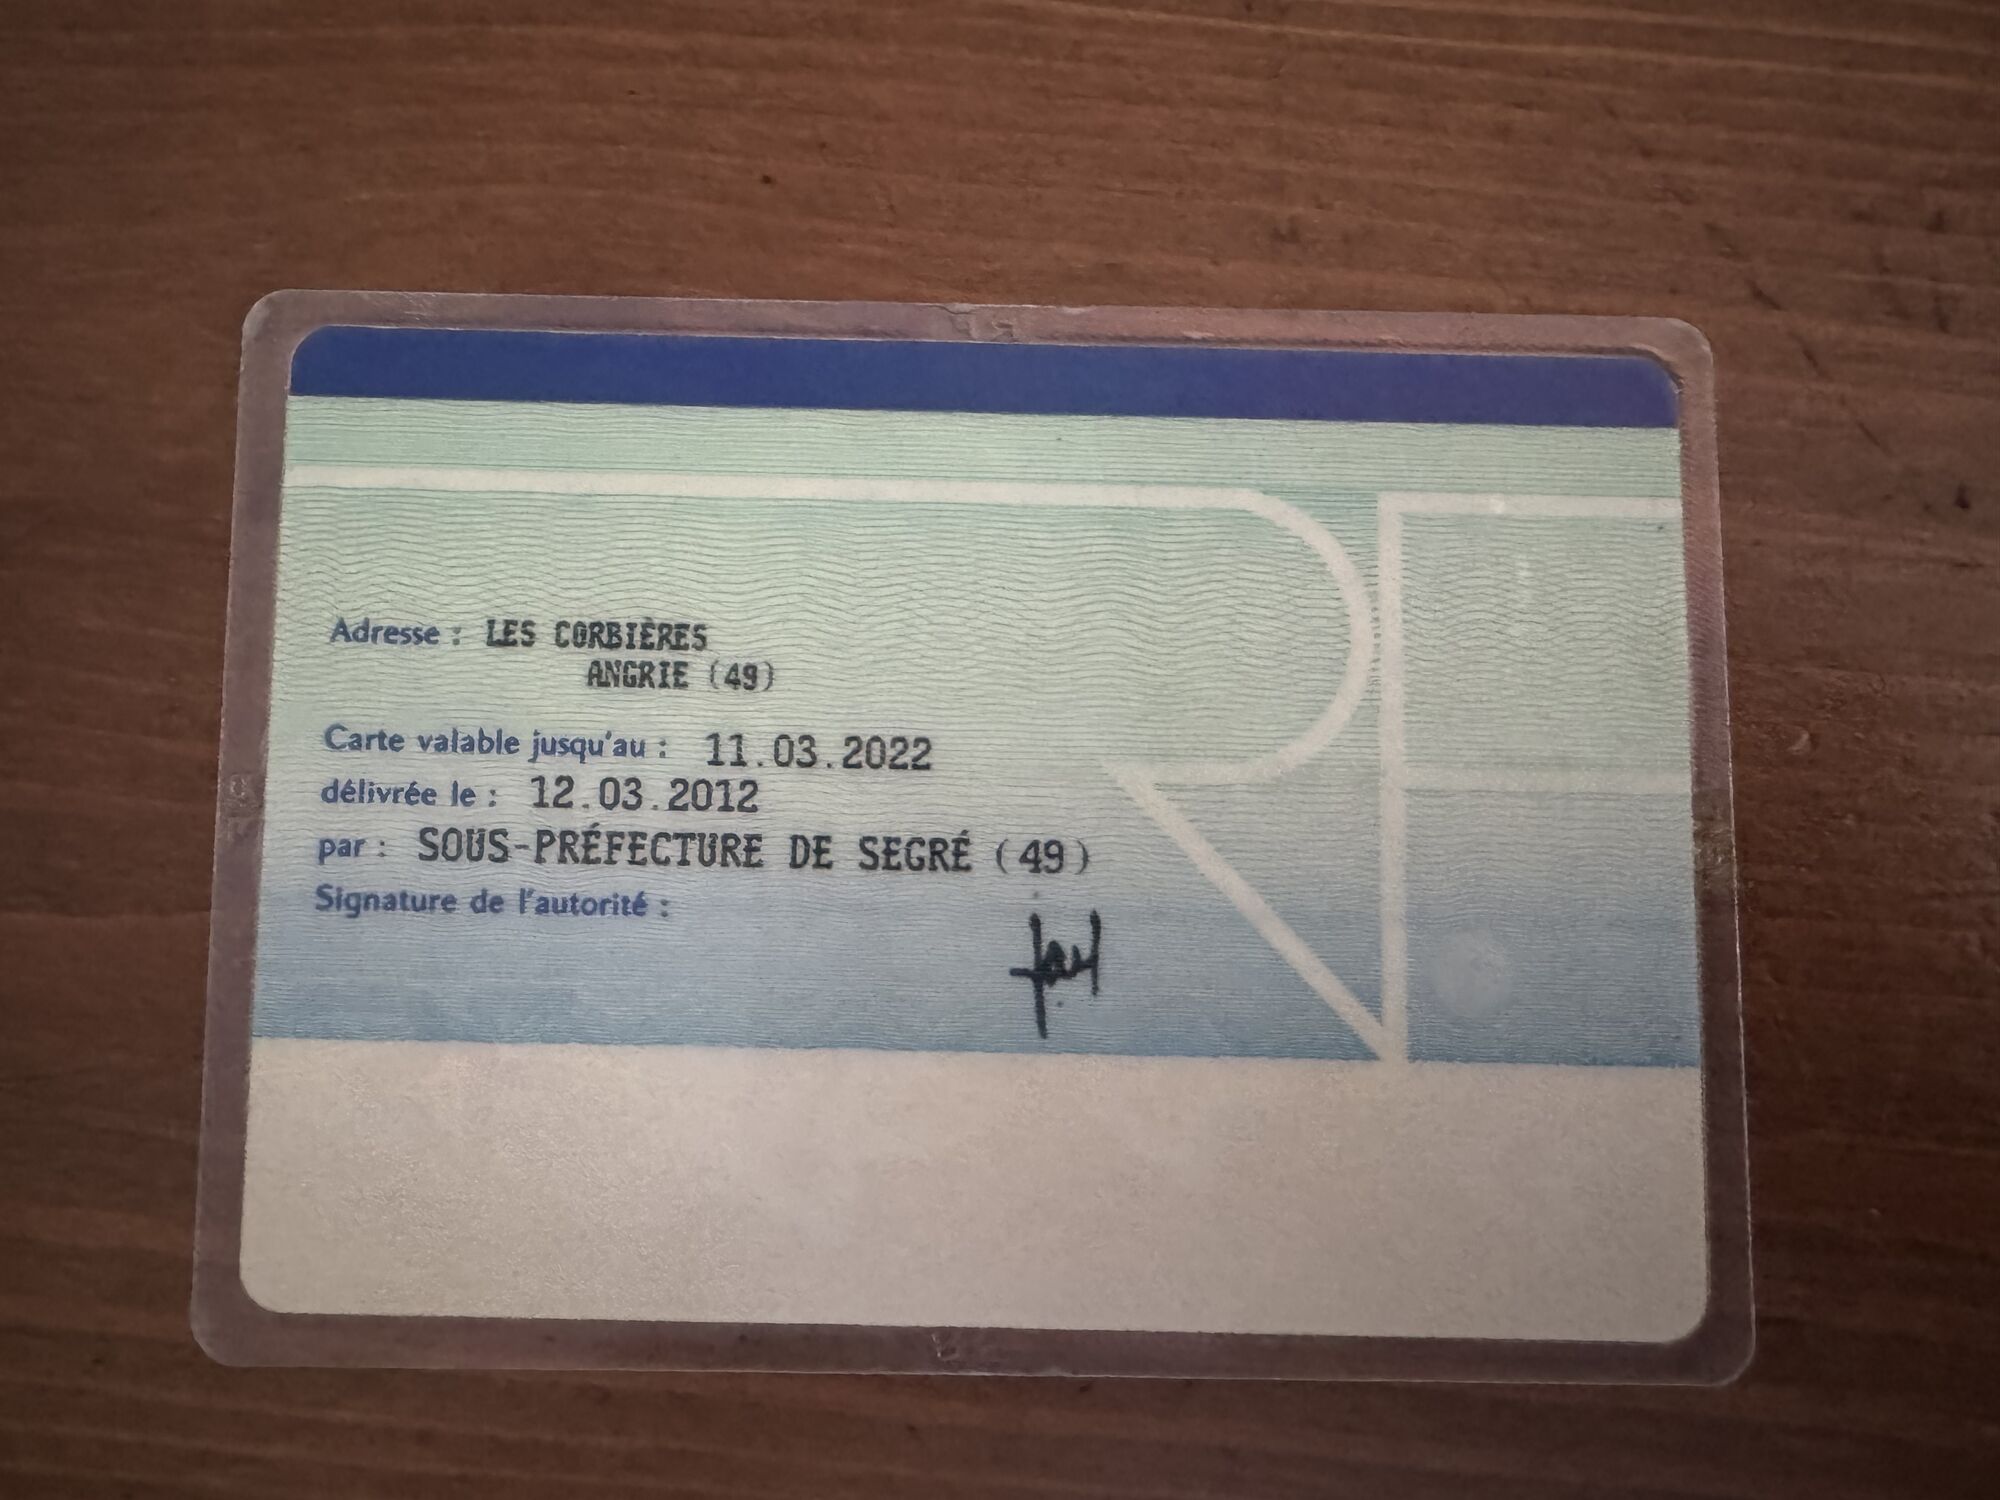 Adresse : LES CORBIÈRES
ANGRIE (49)
Carte valable jusqu'au : 11.03.2022
délivrée le : 12.03.2012
par : SOUS-PRÉFECTURE DE SEGRÉ (49)
Signature de l'autorité :
RF